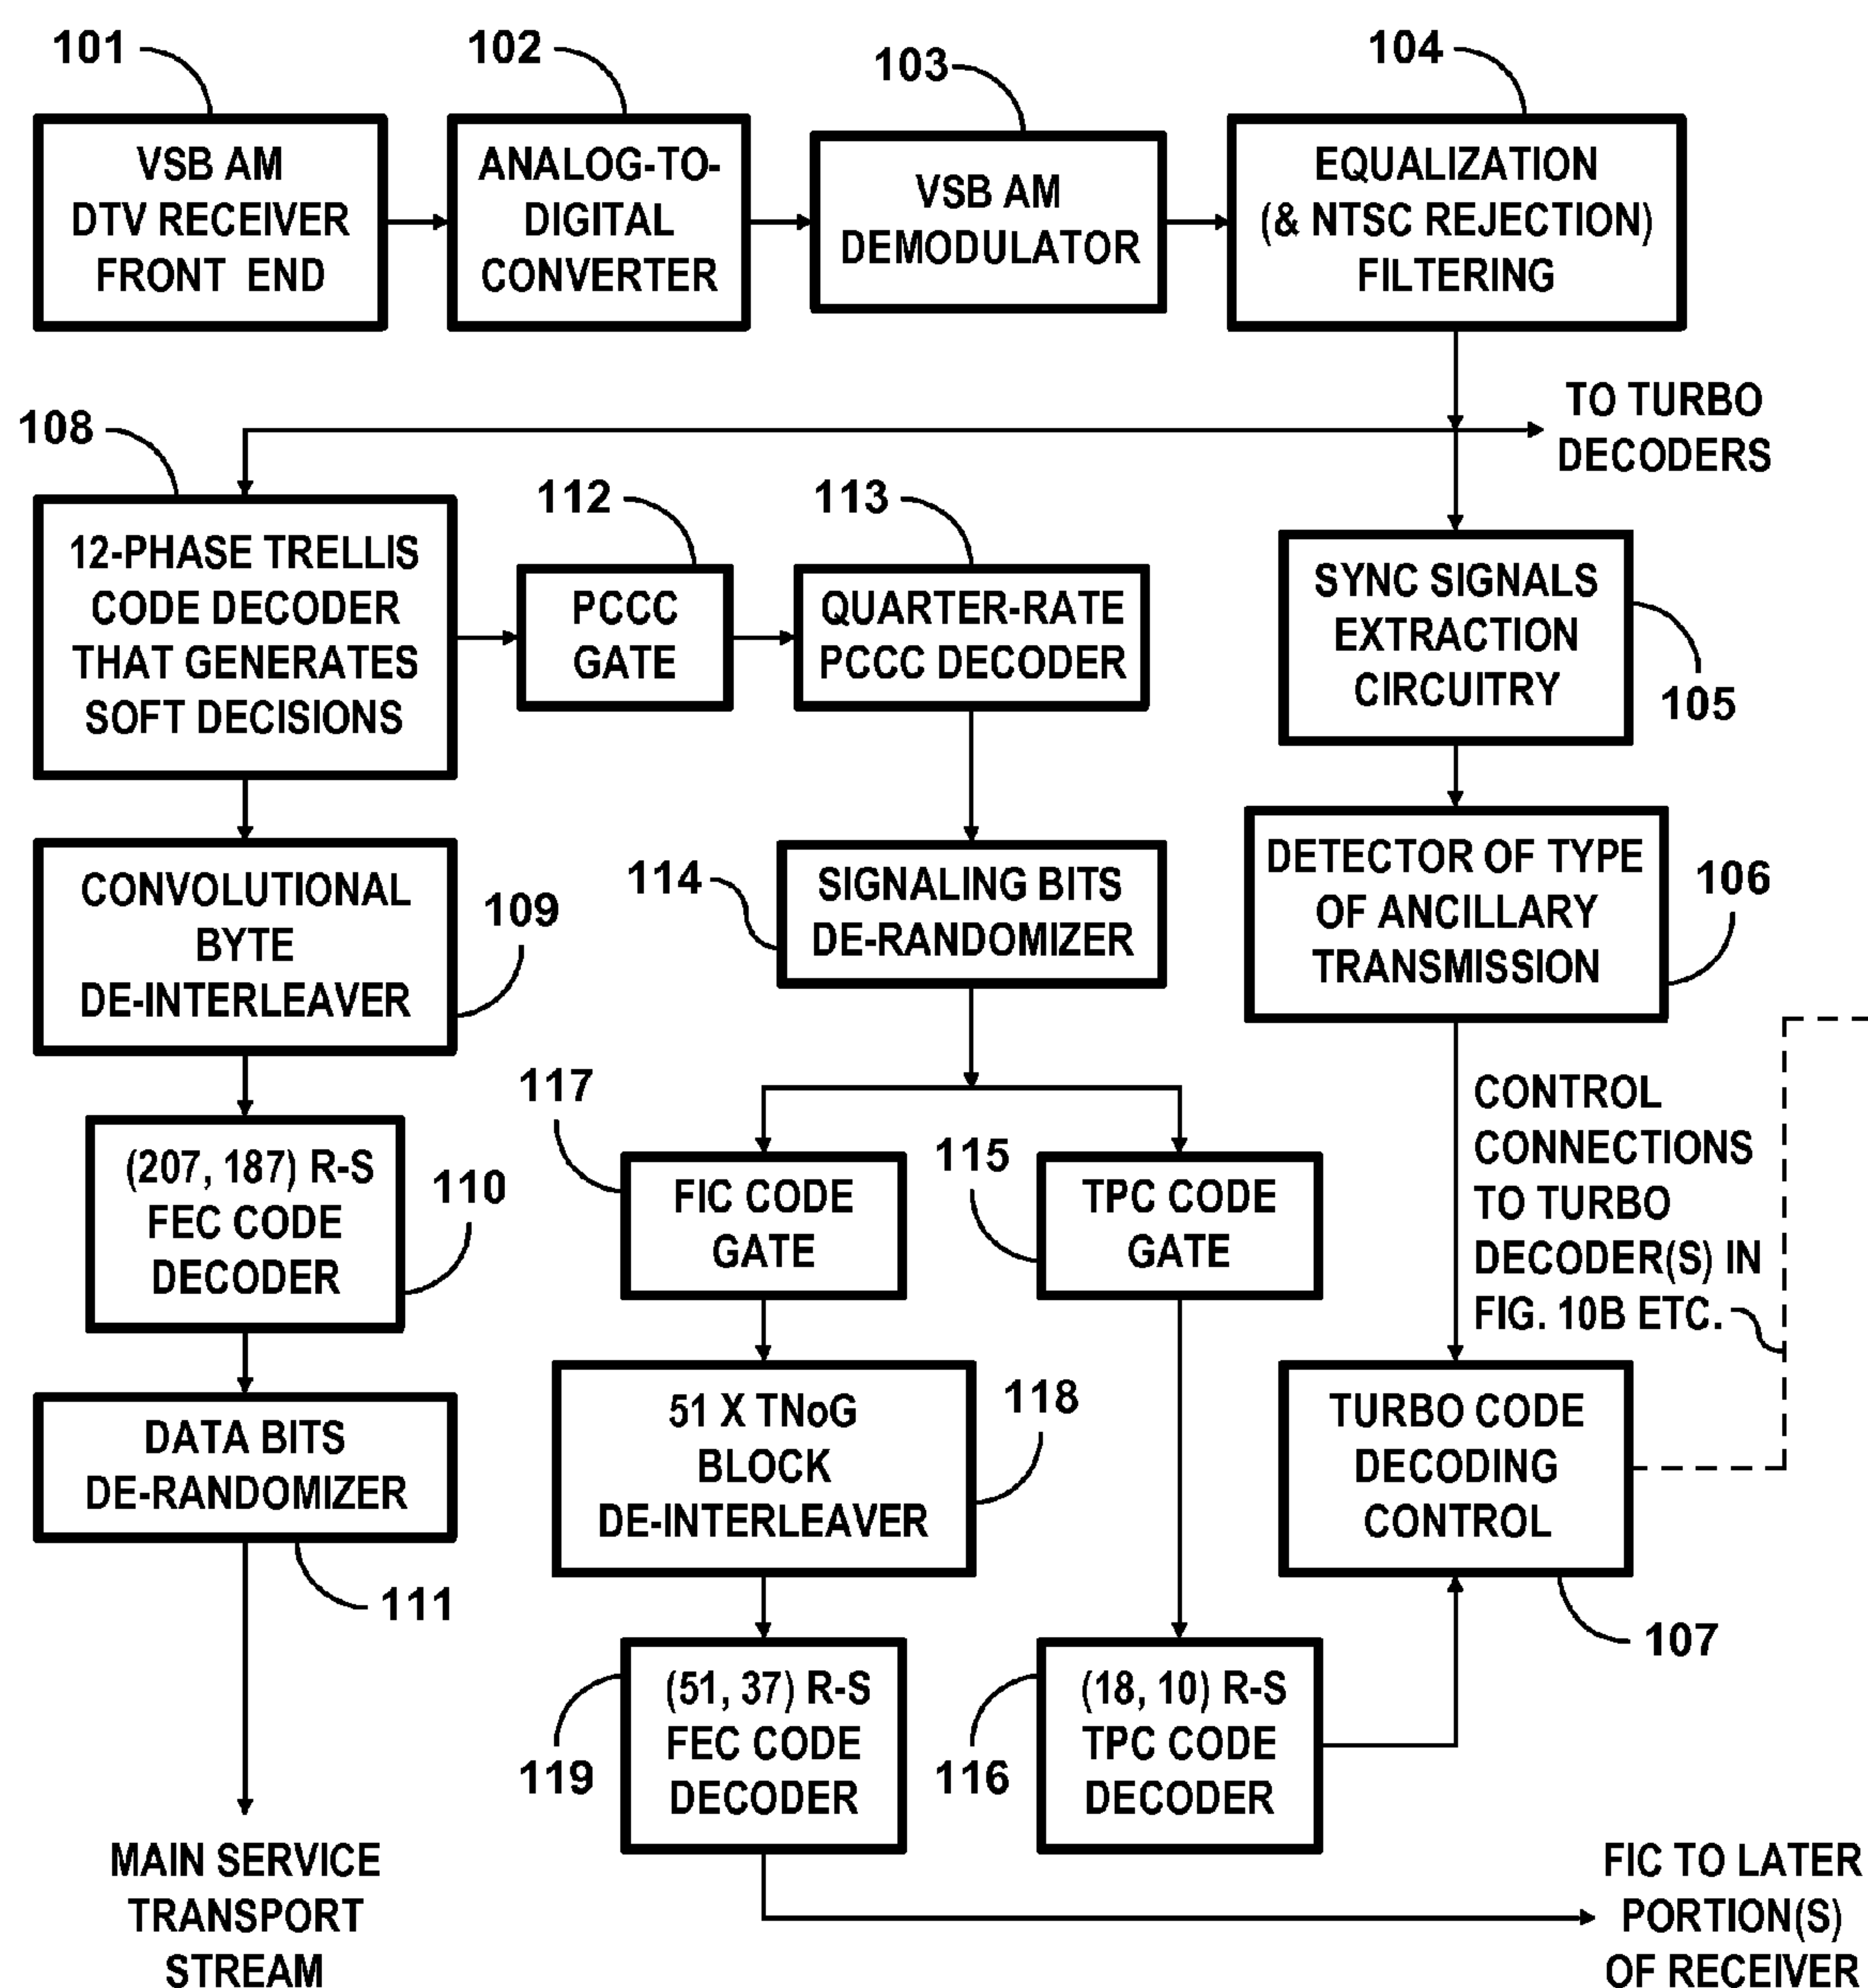 101
102
103
104
VSB AM
DTV RECEIVER
FRONT END
ANALOG-TO-
DIGITAL
CONVERTER
VSB AM
DEMODULATOR
EQUALIZATION
(& NTSC REJECTION)
FILTERING
TO TURBO
DECODERS
108
112
113
12-PHASE TRELLIS
CODE DECODER
THAT GENERATES
SOFT DECISIONS
PCCC
GATE
QUARTER-RATE
PCCC DECODER
SYNC SIGNALS
EXTRACTION
CIRCUITRY
105
CONVOLUTIONAL
BYTE
DE-INTERLEAVER
109
114
SIGNALING BITS
DE-RANDOMIZER
DETECTOR OF TYPE
OF ANCILLARY
TRANSMISSION
106
(207, 187) R-S
FEC CODE
DECODER
110
117
FIC CODE
GATE
115
TPC CODE
GATE
CONTROL
CONNECTIONS
TO TURBO
DECODER(S) IN
FIG. 10B ETC.
DATA BITS
DE-RANDOMIZER
111
51 X TNoG
BLOCK
DE-INTERLEAVER
118
TURBO CODE
DECODING
CONTROL
107
(51, 37) R-S
FEC CODE
DECODER
119
(18, 10) R-S
TPC CODE
DECODER
116
MAIN SERVICE
TRANSPORT
STREAM
FIC TO LATER
PORTION(S)
OF RECEIVER